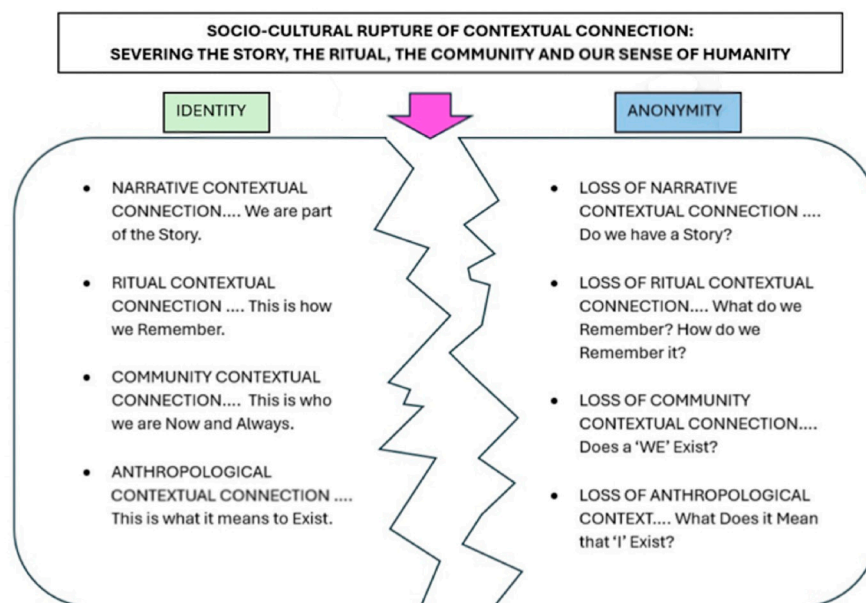 SOCIO-CULTURAL RUPTURE OF CONTEXTUAL CONNECTION:
SEVERING THE STORY, THE RITUAL, THE COMMUNITY AND OUR SENSE OF HUMANITY
IDENTITY
• NARRATIVE CONTEXTUAL
CONNECTION.... We are part
of the Story.
• RITUAL CONTEXTUAL
CONNECTION .... This is how
we Remember.
• COMMUNITY CONTEXTUAL
CONNECTION.... This is who
we are Now and Always.
• ANTHROPOLOGICAL
CONTEXTUAL CONNECTION ....
This is what it means to Exist.
ANONYMITY
• LOSS OF NARRATIVE
CONTEXTUAL CONNECTION ....
Do we have a Story?
• LOSS OF RITUAL CONTEXTUAL
CONNECTION.... What do we
Remember? How do we
Remember it?
• LOSS OF COMMUNITY
CONTEXTUAL CONNECTION....
Does a ‘WE’ Exist?
• LOSS OF ANTHROPOLOGICAL
CONTEXT.... What Does it Mean
that ‘I’ Exist?